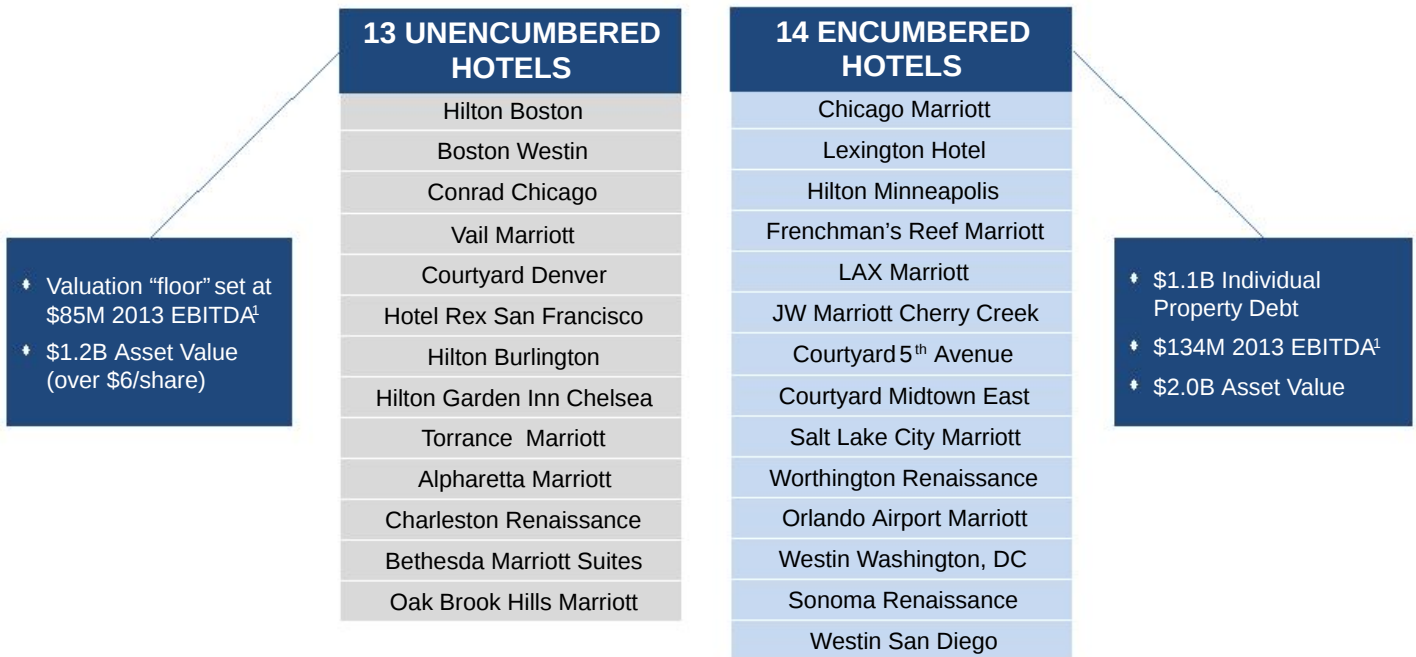 13 UNENCUMBERED
HOTELS
Hilton Boston
Boston Westin
Conrad Chicago
Vail Marriott
Courtyard Denver
Hotel Rex San Francisco
Hilton Burlington
Hilton Garden Inn Chelsea
Torrance Marriott
Alpharetta Marriott
Charleston Renaissance
Bethesda Marriott Suites
Oak Brook Hills Marriott
14 ENCUMBERED
HOTELS
Chicago Marriott
Lexington Hotel
Hilton Minneapolis
Frenchman’s Reef Marriott
LAX Marriott
JW Marriott Cherry Creek
Courtyard 5th Avenue
Courtyard Midtown East
Salt Lake City Marriott
Worthington Renaissance
Orlando Airport Marriott
Westin Washington, DC
Sonoma Renaissance
Westin San Diego
Valuation “floor” set at
$85M 2013 EBITDA1
$1.2B Asset Value
(over $6/share)
$1.1B Individual
Property Debt
$134M 2013 EBITDA1
$2.0B Asset Value